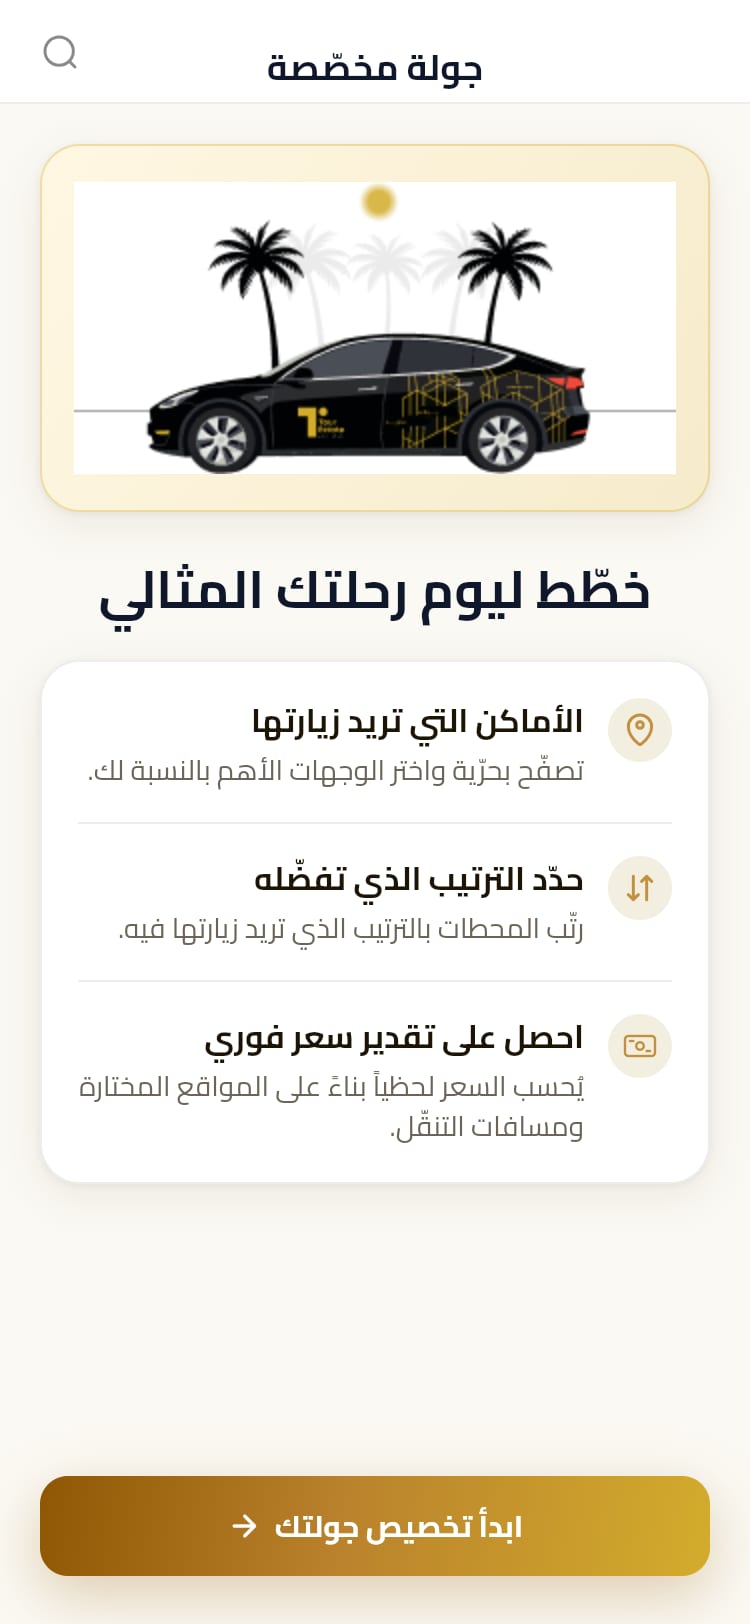 جولة مخصّصة
Tour
خطّط ليوم رحلتك المثالي
الأماكن التي تريد زيارتها
تصفّح بحرّية واختر الوجهات الأهم بالنسبة لك.
حدّد الترتيب الذي تفضّله
رتّب المحطات بالترتيب الذي تريد زيارتها فيه.
احصل على تقدير سعر فوري
يُحسب السعر لحظياً بناءً على المواقع المختارة
ومسافات التنقّل.
ابدأ تخصيص جولتك →